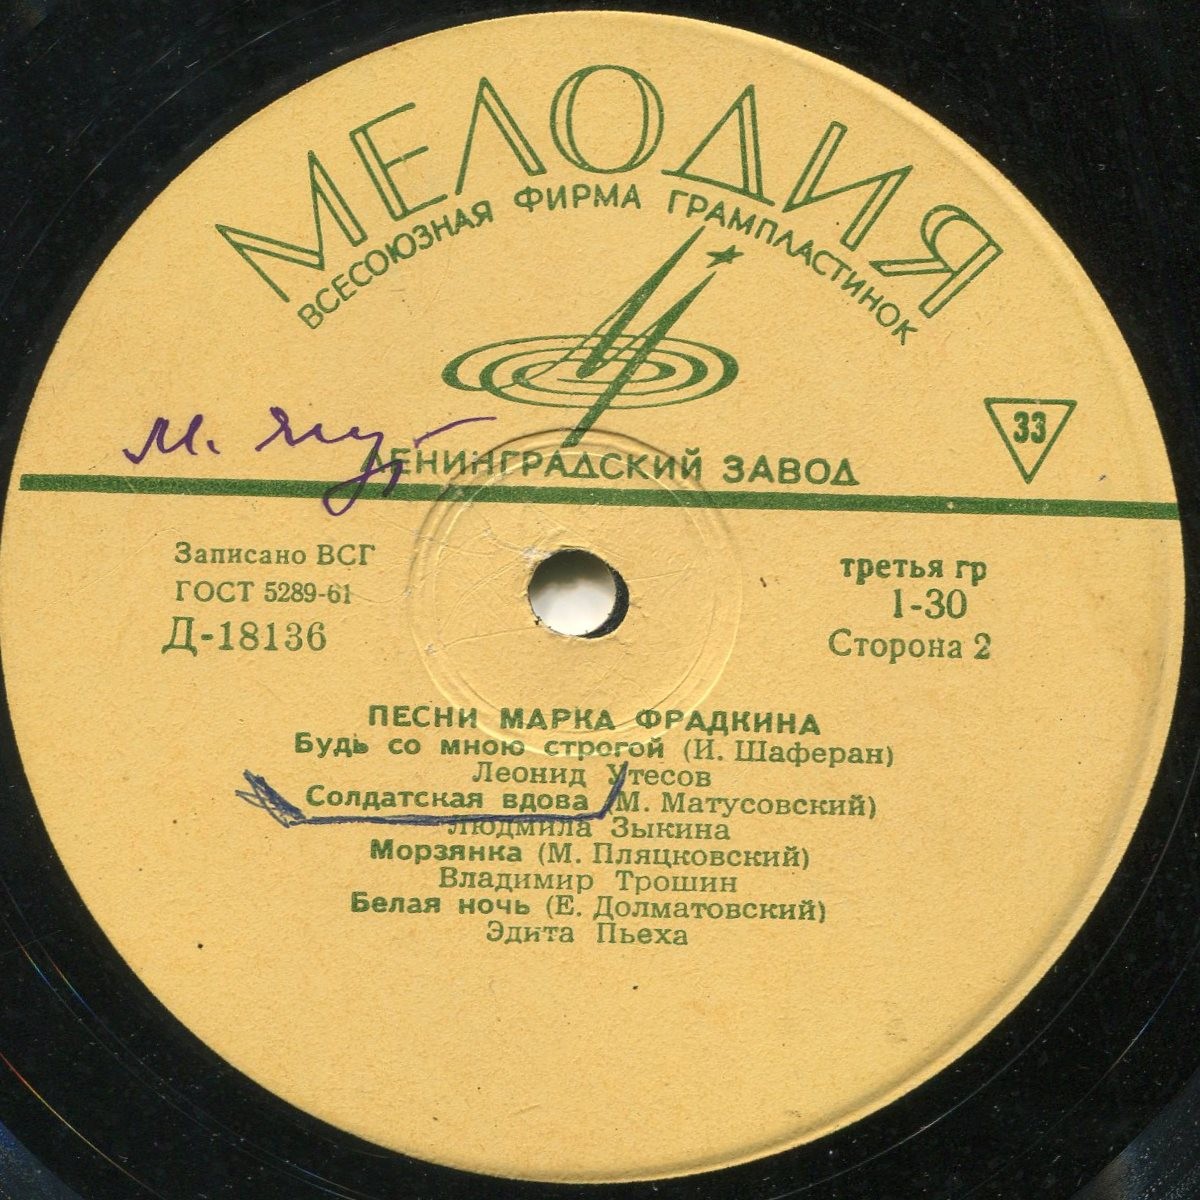 МЕЛОДИЯ
ВСЕСОЮЗНАЯ ФИРМА ГРАМПЛАСТИНОК
33
М.
ЛЕНИНГРАДСКИЙ ЗАВОД
Записано ВСГ
ГОСТ 5289-61
Д-18136
третья гр
1-30
Сторона 2
ПЕСНИ МАРКА ФРАДКИНА
Будь со мною строгой (И. Шаферан)
Леонид Утесов
Солдатская вдова (М. Матусовский)
Людмила Зыкина
Морзянка (М. Пляцковский)
Владимир Трошин
Белая ночь (Е. Долматовский)
Эдита Пьеха